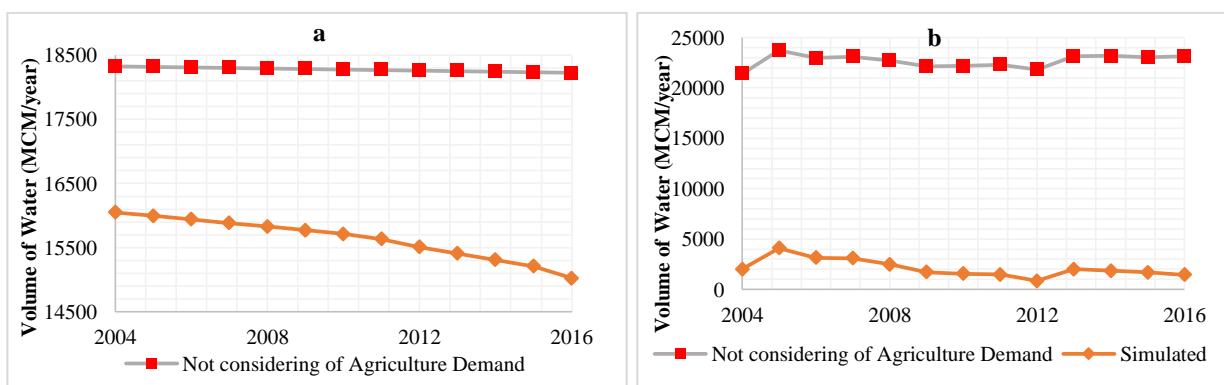 a
Volume of Water (MCM/year)
18500
17500
16500
15500
14500
2004 2008 2012 2016
Not considering of Agriculture Demand
b
Volume of Water (MCM/year)
25000
20000
15000
10000
5000
0
2004 2008 2012 2016
Not considering of Agriculture Demand Simulated